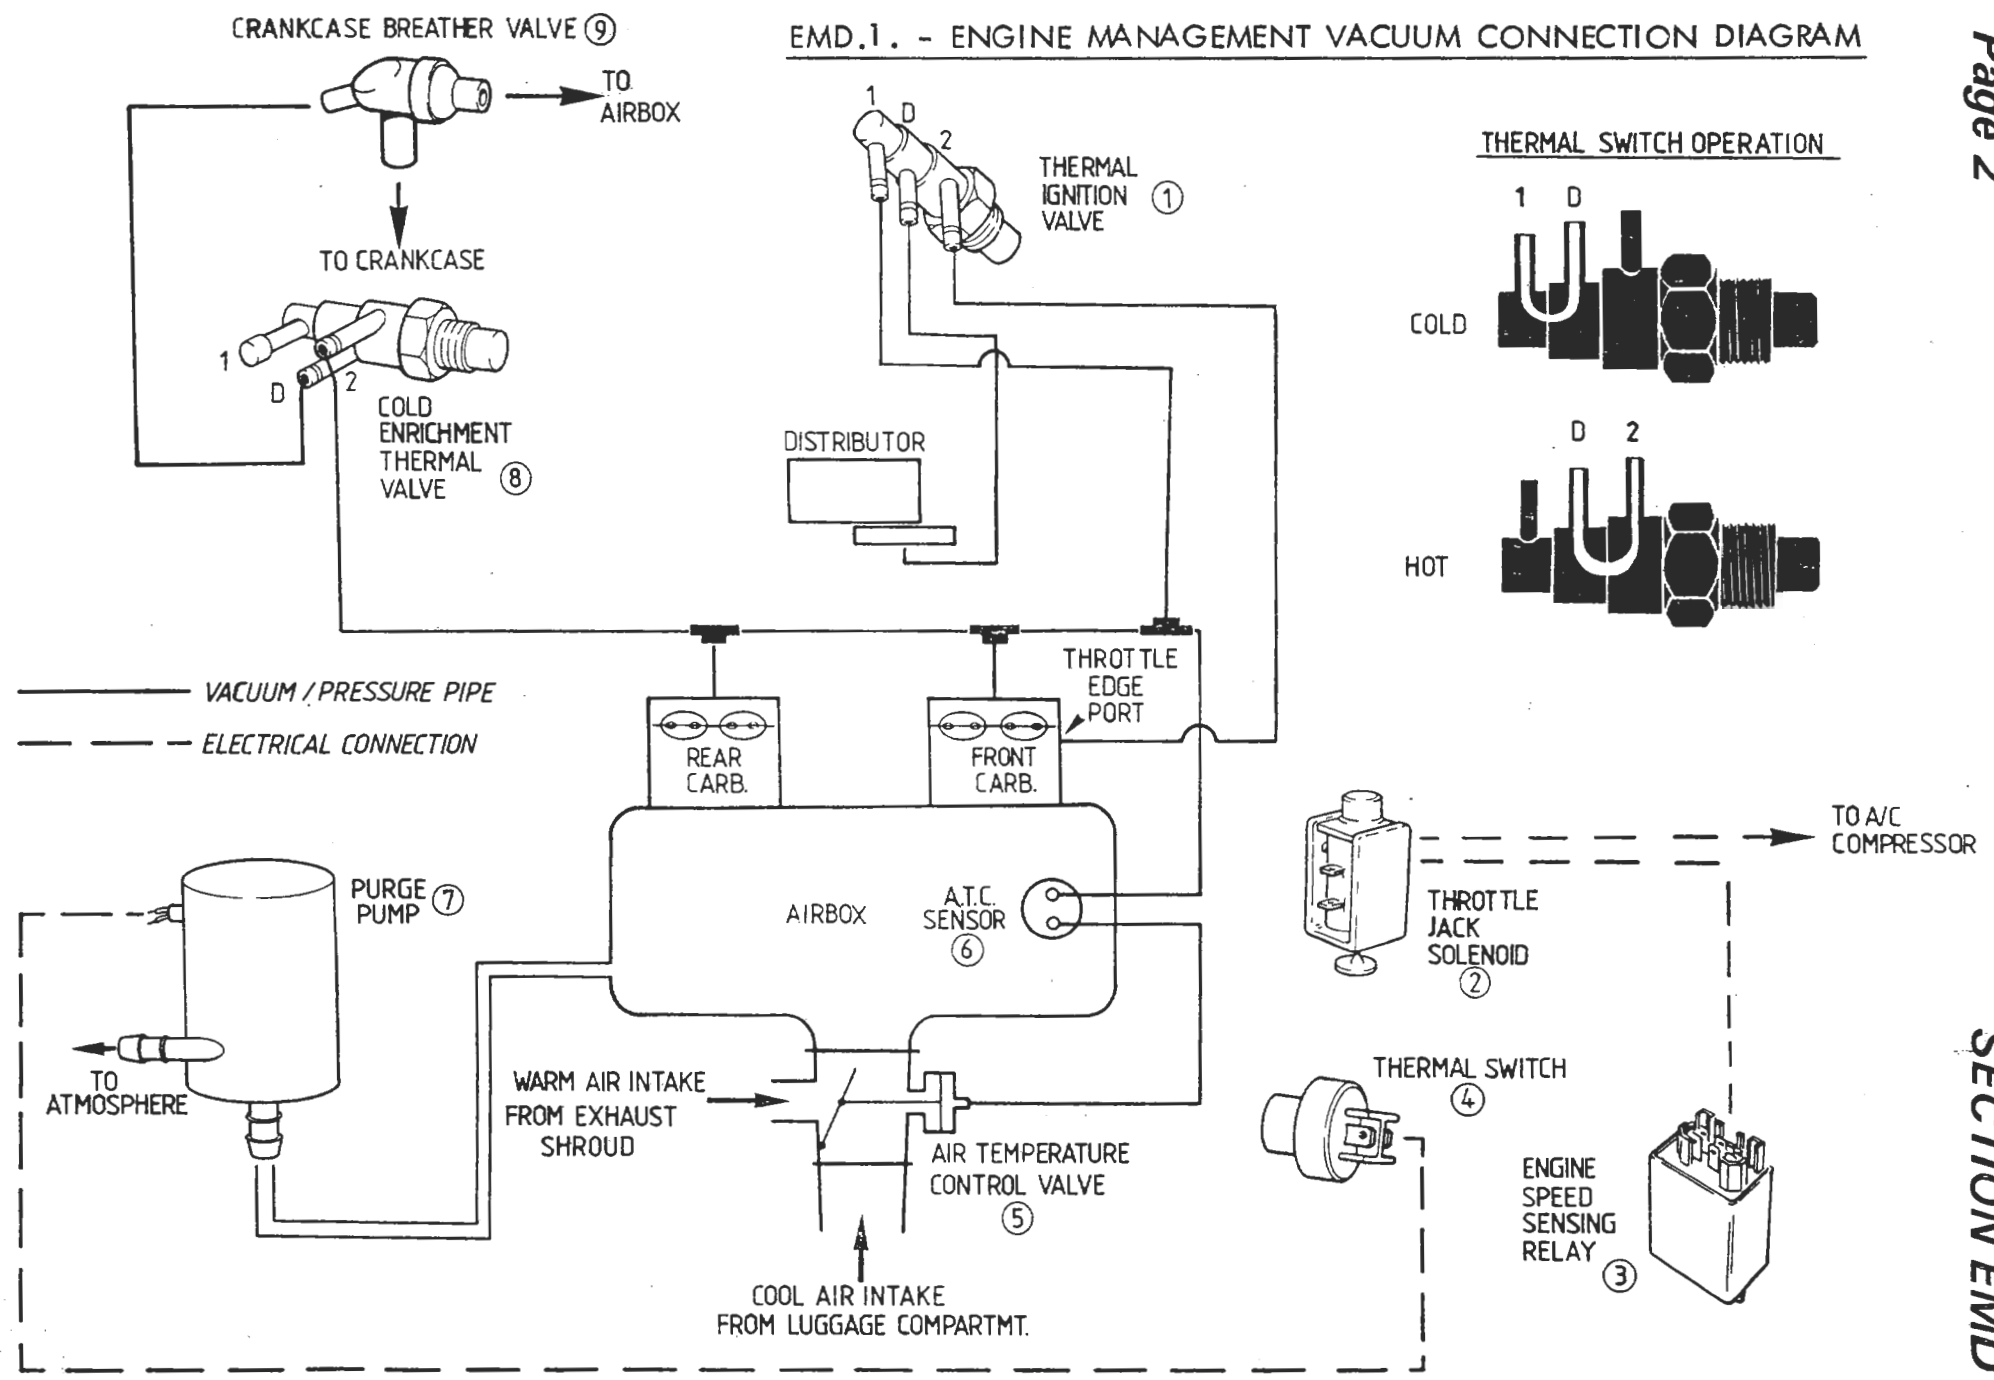 EMD.1. - ENGINE MANAGEMENT VACUUM CONNECTION DIAGRAM
Page 2
CRANKCASE BREATHER VALVE 9
TO
AIRBOX
TO CRANKCASE
1
D
2
COLD
ENRICHMENT
THERMAL
VALVE
8
1
D
2
THERMAL
IGNITION
VALVE
1
THERMAL SWITCH OPERATION
1 D
COLD
D 2
HOT
DISTRIBUTOR
VACUUM / PRESSURE PIPE
ELECTRICAL CONNECTION
THROTTLE
EDGE
PORT
REAR
CARB.
FRONT
CARB.
PURGE
PUMP
7
TO
ATMOSPHERE
AIRBOX
A.T.C.
SENSOR
6
WARM AIR INTAKE
FROM EXHAUST
SHROUD
AIR TEMPERATURE
CONTROL VALVE
5
COOL AIR INTAKE
FROM LUGGAGE COMPARTMT.
TO A/C
COMPRESSOR
THROTTLE
JACK
SOLENOID
2
THERMAL SWITCH
4
ENGINE
SPEED
SENSING
RELAY
3
SECTION EMD